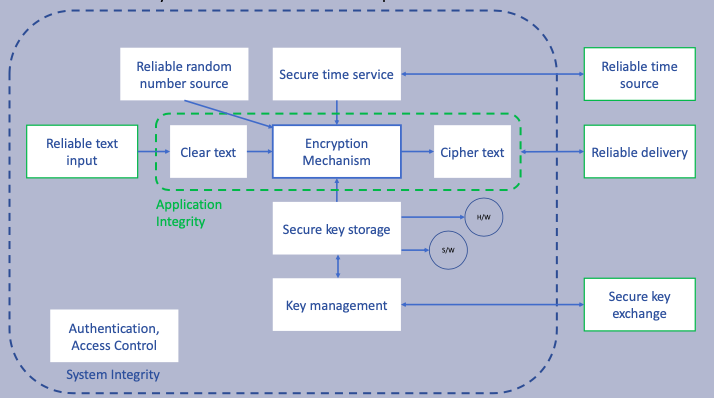 Reliable random
number source
Secure time service
Reliable time
source
Reliable text
input
Clear text
Encryption
Mechanism
Cipher text
Reliable delivery
Application
Integrity
Secure key storage
H/W
S/W
Key management
Secure key
exchange
Authentication,
Access Control
System Integrity